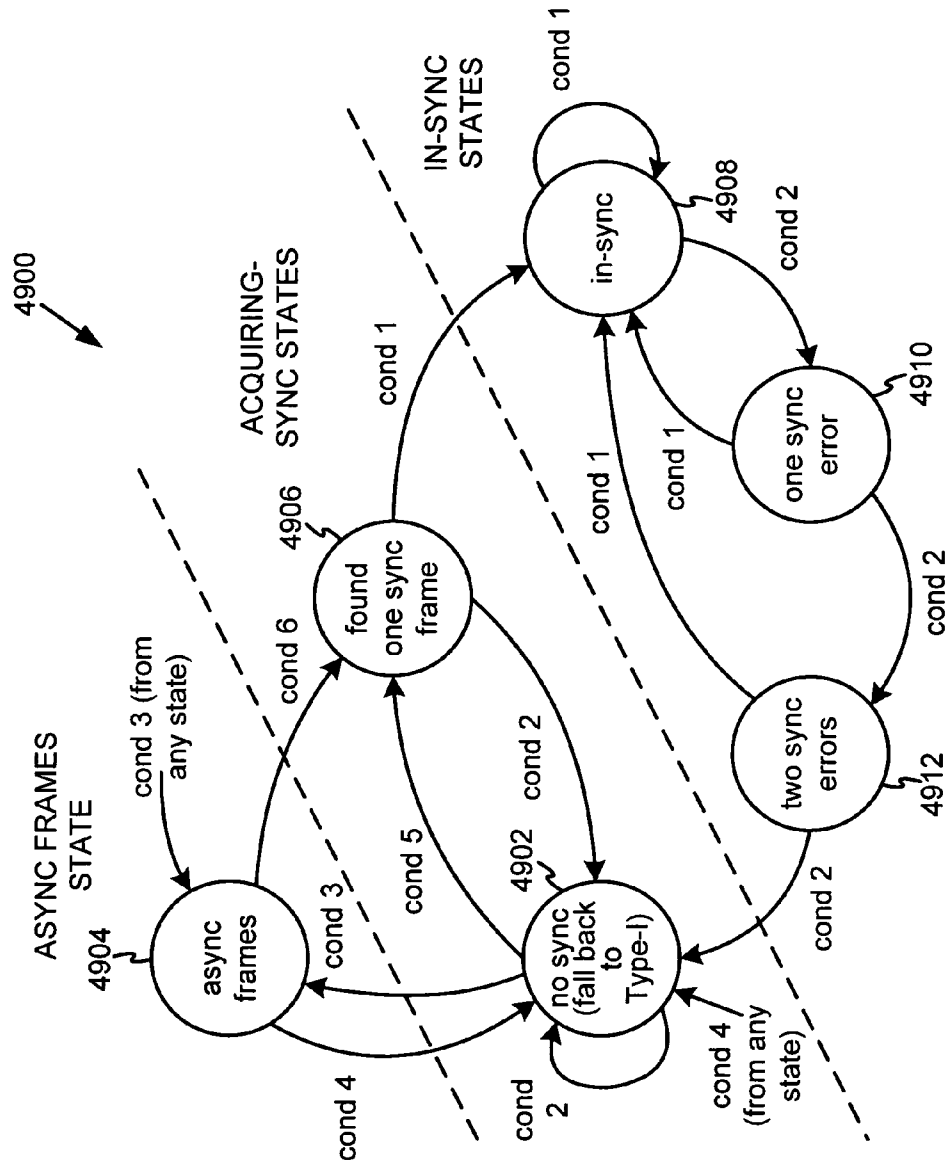 4900
ASYNC FRAMES
STATE
ACQUIRING-
SYNC STATES
IN-SYNC
STATES
4904
async
frames
cond 3 (from
any state)
cond 6
4906
found
one sync
frame
cond 1
cond 1
in-sync
4908
cond 4
cond 3
cond 5
cond 2
4902
no sync
(fall back
to
Type-I)
cond
2
cond 4
(from any
state)
cond 2
two sync
errors
4912
cond 1
cond 1
cond 2
one sync
error
4910
cond 2